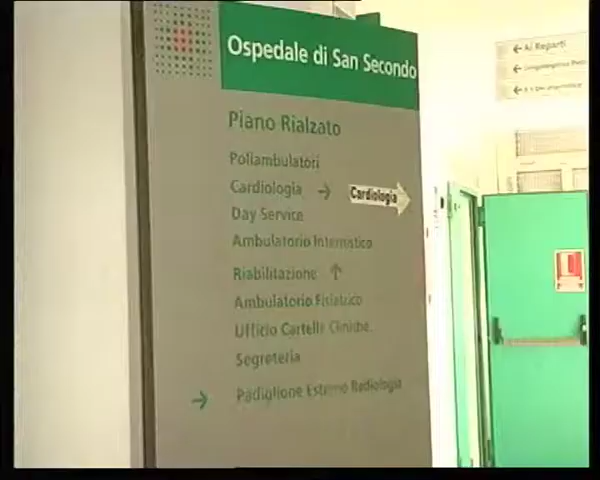 Ospedale di San Secondo
Piano Rialzato
Poliambulatori
Cardiologia → Cardiologia
Day Service
Ambulatorio Internistico
Riabilitazione ↑
Ambulatorio Fisiatrico
Ufficio Cartelle Cliniche
Segreteria
→ Padiglione Esterno Radiologia
← Ai Reparti